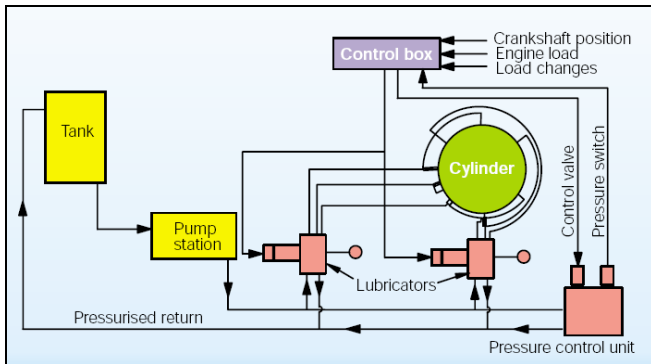 Crankshaft position
Control box
Engine load
Load changes
Tank
Cylinder
Control valve
Pressure switch
Pump
station
Lubricators
Pressurised return
Pressure control unit